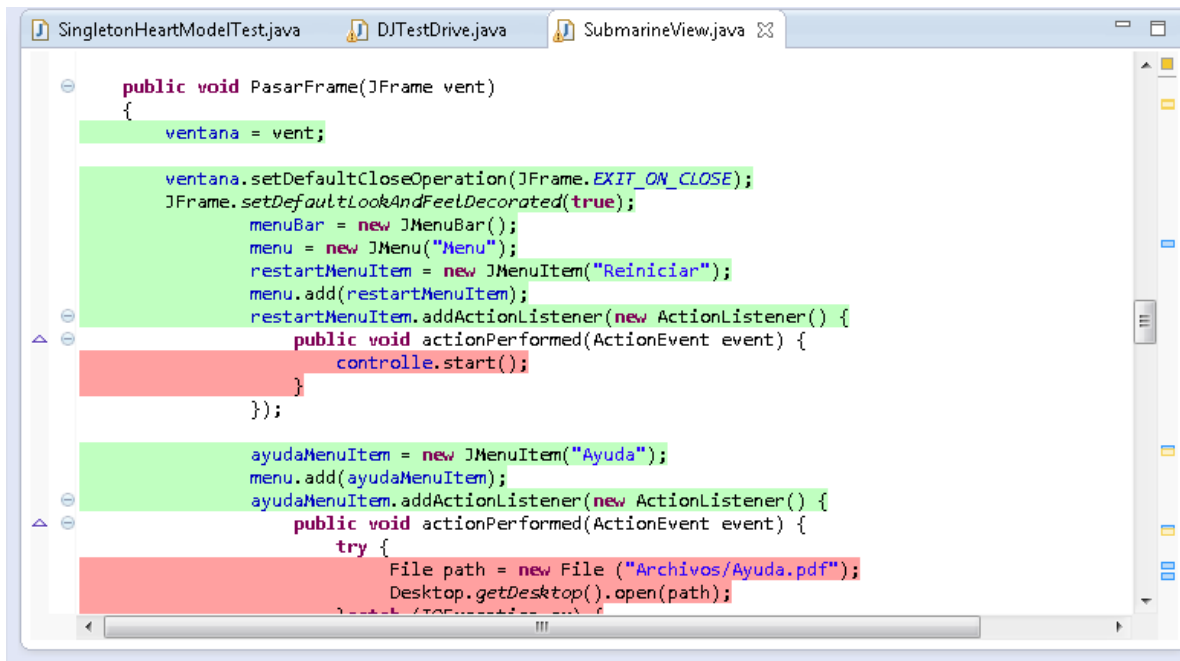 SingletonHeartModelTest.java DJTestDrive.java SubmarineView.java
public void PasarFrame(JFrame vent)
{
ventana = vent;
ventana.setDefaultCloseOperation(JFrame.EXIT_ON_CLOSE);
JFrame.setDefaultLookAndFeelDecorated(true);
menuBar = new JMenuBar();
menu = new JMenu("Menu");
restartMenuItem = new JMenuItem("Reiniciar");
menu.add(restartMenuItem);
restartMenuItem.addActionListener(new ActionListener() {
public void actionPerformed(ActionEvent event) {
controlle.start();
}
});
ayudaMenuItem = new JMenuItem("Ayuda");
menu.add(ayudaMenuItem);
ayudaMenuItem.addActionListener(new ActionListener() {
public void actionPerformed(ActionEvent event) {
try {
File path = new File ("Archivos/Ayuda.pdf");
Desktop.getDesktop().open(path);